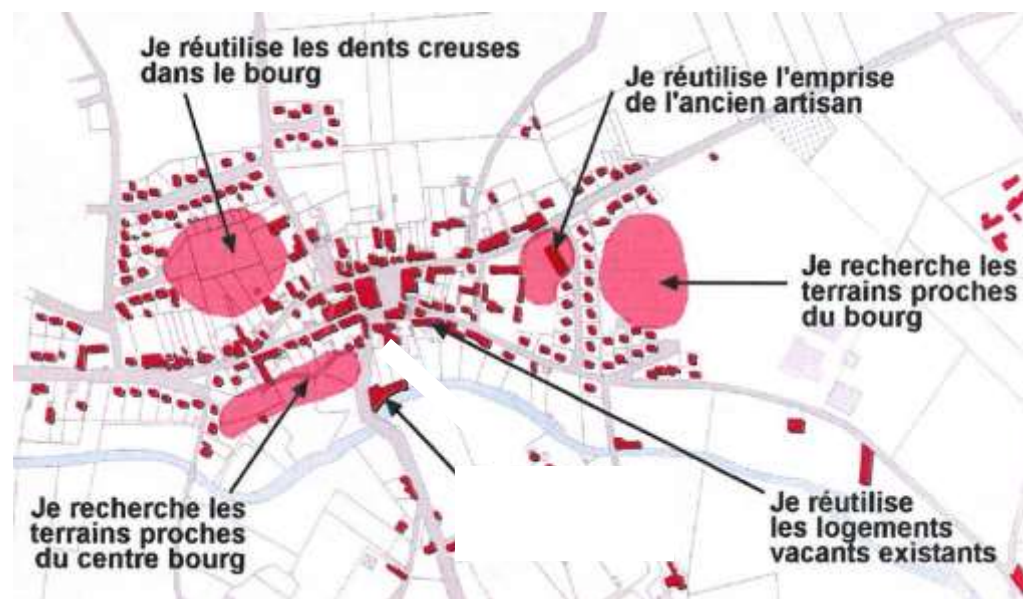 Je réutilise les dents creuses
dans le bourg
Je réutilise l'emprise
de l'ancien artisan
Je recherche les
terrains proches
du bourg
Je recherche les
terrains proches
du centre bourg
Je réutilise
les logements
vacants existants